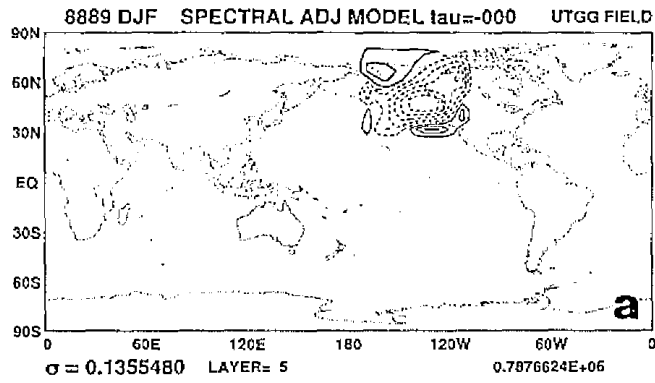 8889 DJF SPECTRAL ADJ MODEL tau=-000 UTGG FIELD
90N
60N
30N
EQ
30S
60S
90S
a
0 60E 120E 180 120W 60W 0
σ = 0.1355480 LAYER= 5 0.7876624E+06